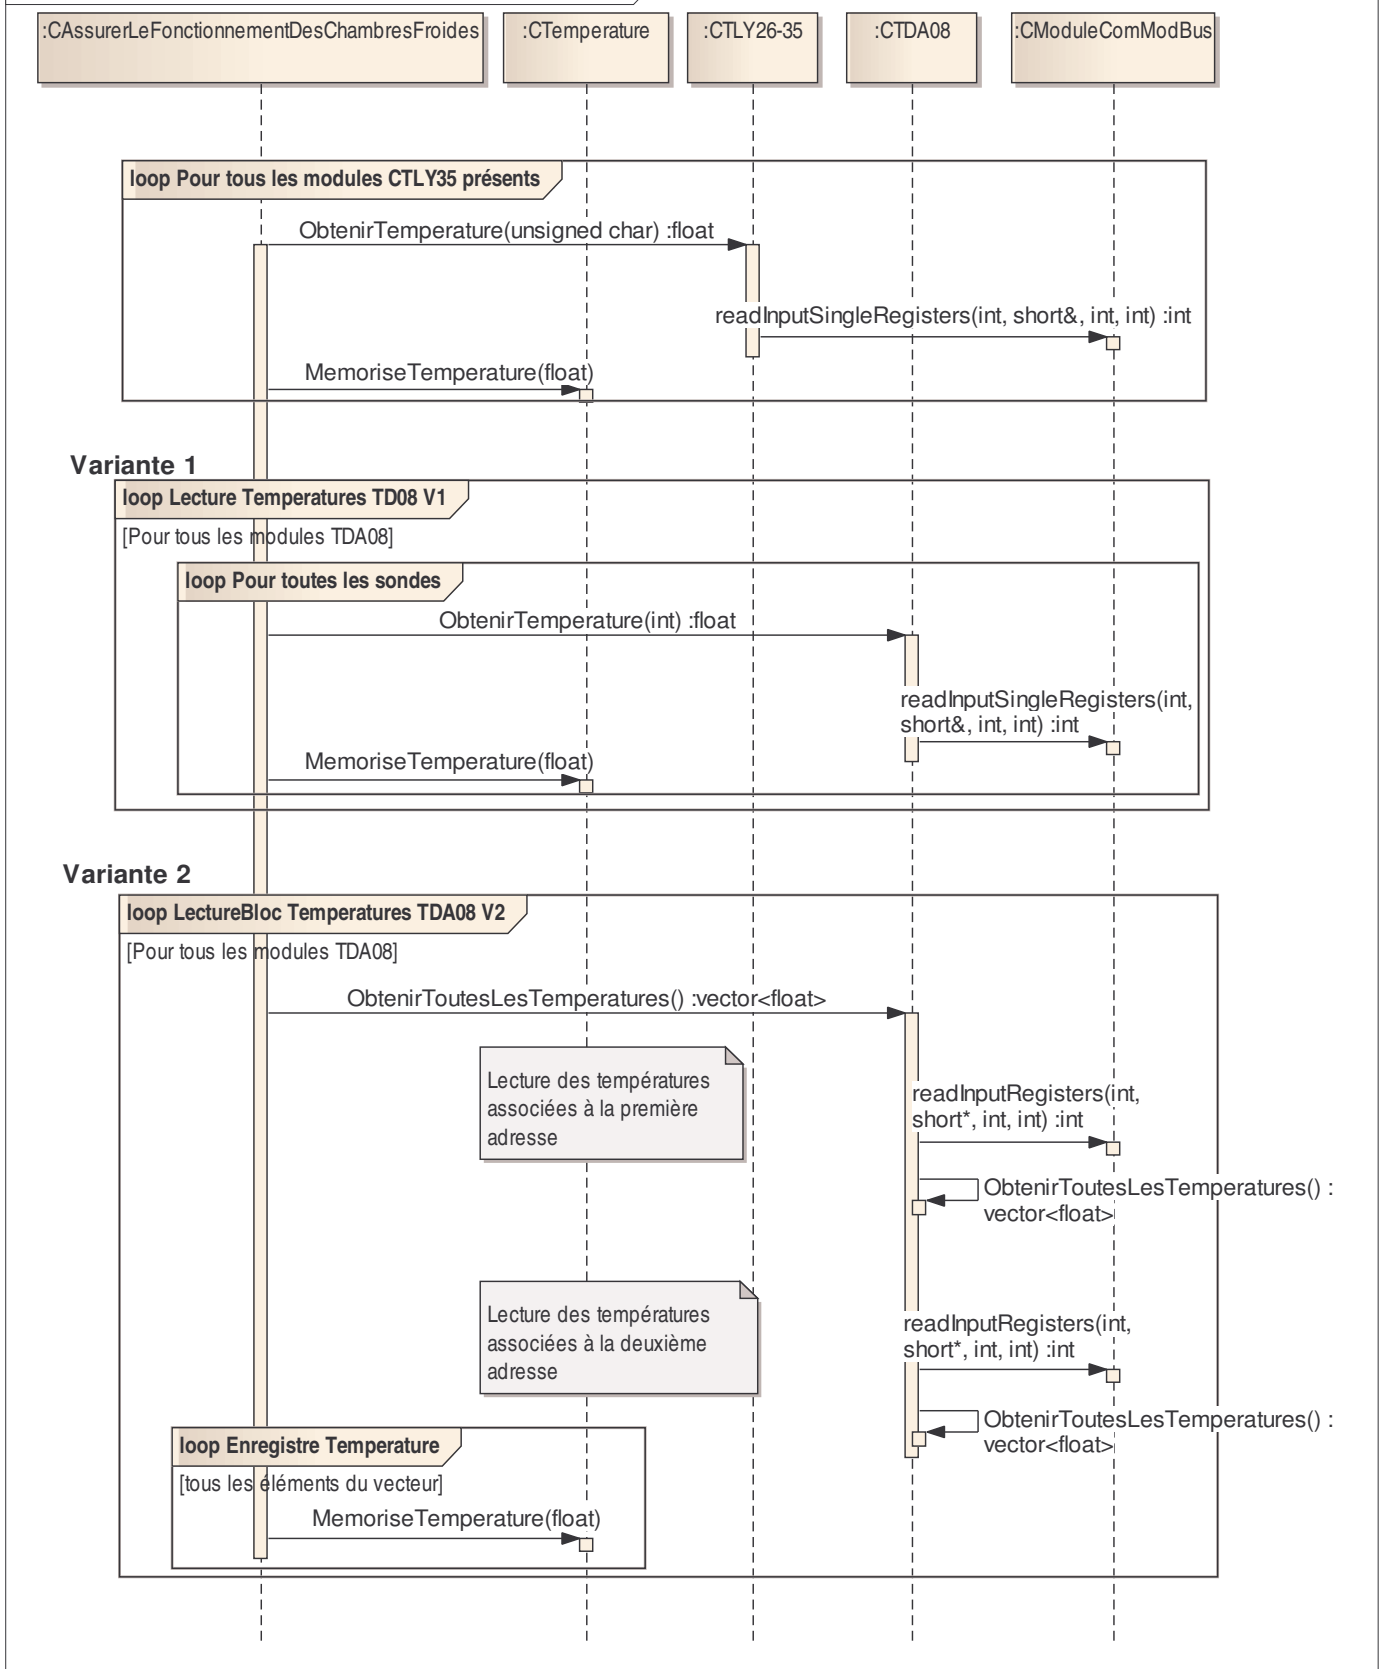 :CAssurerLeFonctionnementDesChambresFroides
:CTemperature
:CTLY26-35
:CTDA08
:CModuleComModBus
loop Pour tous les modules CTLY35 présents
ObtenirTemperature(unsigned char) :float
readInputSingleRegisters(int, short&, int, int) :int
MemoriseTemperature(float)
Variante 1
loop Lecture Temperatures TD08 V1
[Pour tous les modules TDA08]
loop Pour toutes les sondes
ObtenirTemperature(int) :float
readInputSingleRegisters(int,
short&, int, int) :int
MemoriseTemperature(float)
Variante 2
loop LectureBloc Temperatures TDA08 V2
[Pour tous les modules TDA08]
ObtenirToutesLesTemperatures() :vector<float>
Lecture des températures
associées à la première
adresse
readInputRegisters(int,
short*, int, int) :int
ObtenirToutesLesTemperatures() :
vector<float>
Lecture des températures
associées à la deuxième
adresse
readInputRegisters(int,
short*, int, int) :int
ObtenirToutesLesTemperatures() :
vector<float>
loop Enregistre Temperature
[tous les éléments du vecteur]
MemoriseTemperature(float)